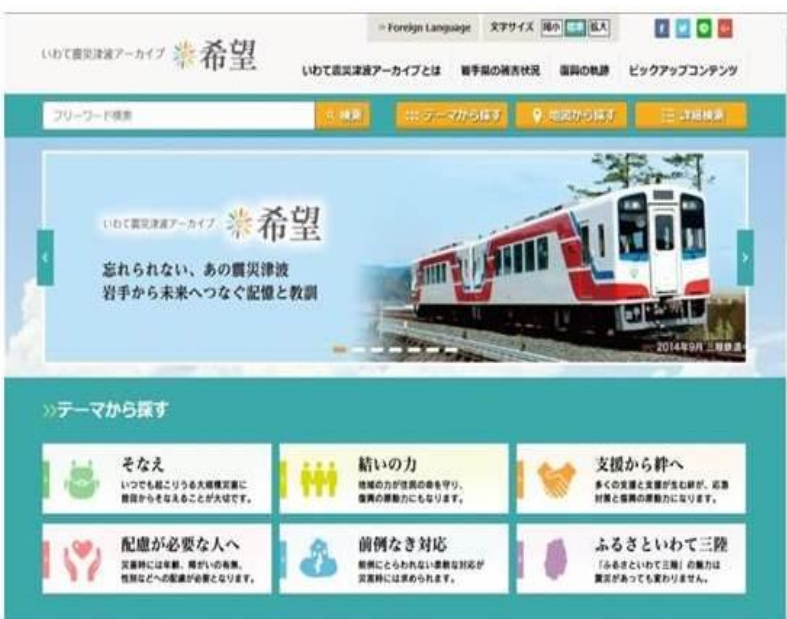 » Foreign Language
文字サイズ 縮小 標準 拡大
いわて震災津波アーカイブ 希望
いわて震災津波アーカイブとは 岩手県の被害状況 復興の軌跡 ピックアップコンテンツ
フリーワード検索 検索 テーマから探す 地図から探す 詳細検索
いわて震災津波アーカイブ 希望
忘れられない、あの震災津波
岩手から未来へつなぐ記憶と教訓
2014年9月 三陸鉄道
»テーマから探す
そなえ
いつでも起こりうる大規模災害に
普段からそなえることが大切です。
結いの力
地域の力が住民の命を守り、
復興の原動力にもなります。
支援から絆へ
多くの支援と支援が生む絆が、応急
対策と復興の原動力になります。
配慮が必要な人へ
災害時には年齢、障がいの有無、
性別などへの配慮が必要となります。
前例なき対応
前例にとらわれない柔軟な対応が
災害時には求められます。
ふるさといわて三陸
「ふるさといわて三陸」の魅力は
震災があっても変わりません。